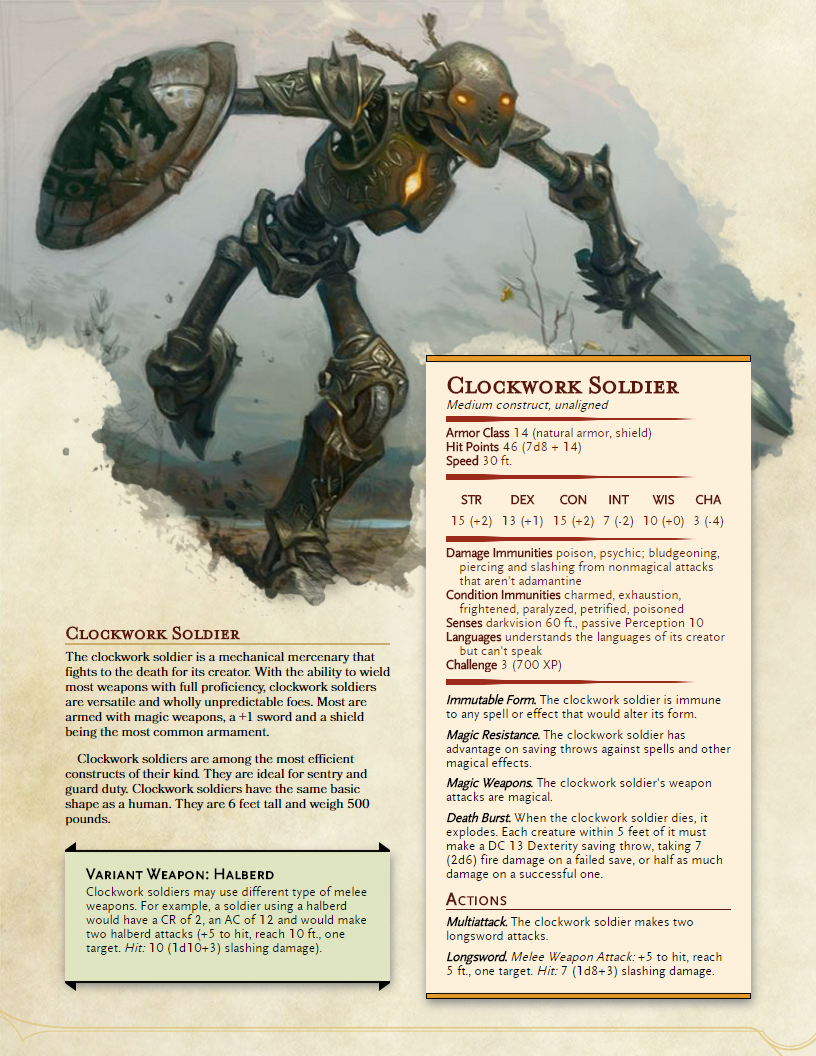 Clockwork Soldier
The clockwork soldier is a mechanical mercenary that
fights to the death for its creator. With the ability to wield
most weapons with full proficiency, clockwork soldiers
are versatile and wholly unpredictable foes. Most are
armed with magic weapons, a +1 sword and a shield
being the most common armament.
Clockwork soldiers are among the most efficient
constructs of their kind. They are ideal for sentry and
guard duty. Clockwork soldiers have the same basic
shape as a human. They are 6 feet tall and weigh 500
pounds.
Variant Weapon: Halberd
Clockwork soldiers may use different type of melee
weapons. For example, a soldier using a halberd
would have a CR of 2, an AC of 12 and would make
two halberd attacks (+5 to hit, reach 10 ft., one
target. Hit: 10 (1d10+3) slashing damage).
Clockwork Soldier
Medium construct, unaligned
Armor Class 14 (natural armor, shield)
Hit Points 46 (7d8 + 14)
Speed 30 ft.
STR DEX CON INT WIS CHA
15 (+2) 13 (+1) 15 (+2) 7 (-2) 10 (+0) 3 (-4)
Damage Immunities poison, psychic; bludgeoning,
piercing and slashing from nonmagical attacks
that aren't adamantine
Condition Immunities charmed, exhaustion,
frightened, paralyzed, petrified, poisoned
Senses darkvision 60 ft., passive Perception 10
Languages understands the languages of its creator
but can't speak
Challenge 3 (700 XP)
Immutable Form. The clockwork soldier is immune
to any spell or effect that would alter its form.
Magic Resistance. The clockwork soldier has
advantage on saving throws against spells and other
magical effects.
Magic Weapons. The clockwork soldier's weapon
attacks are magical.
Death Burst. When the clockwork soldier dies, it
explodes. Each creature within 5 feet of it must
make a DC 13 Dexterity saving throw, taking 7
(2d6) fire damage on a failed save, or half as much
damage on a successful one.
Actions
Multiattack. The clockwork soldier makes two
longsword attacks.
Longsword. Melee Weapon Attack: +5 to hit, reach
5 ft., one target. Hit: 7 (1d8+3) slashing damage.